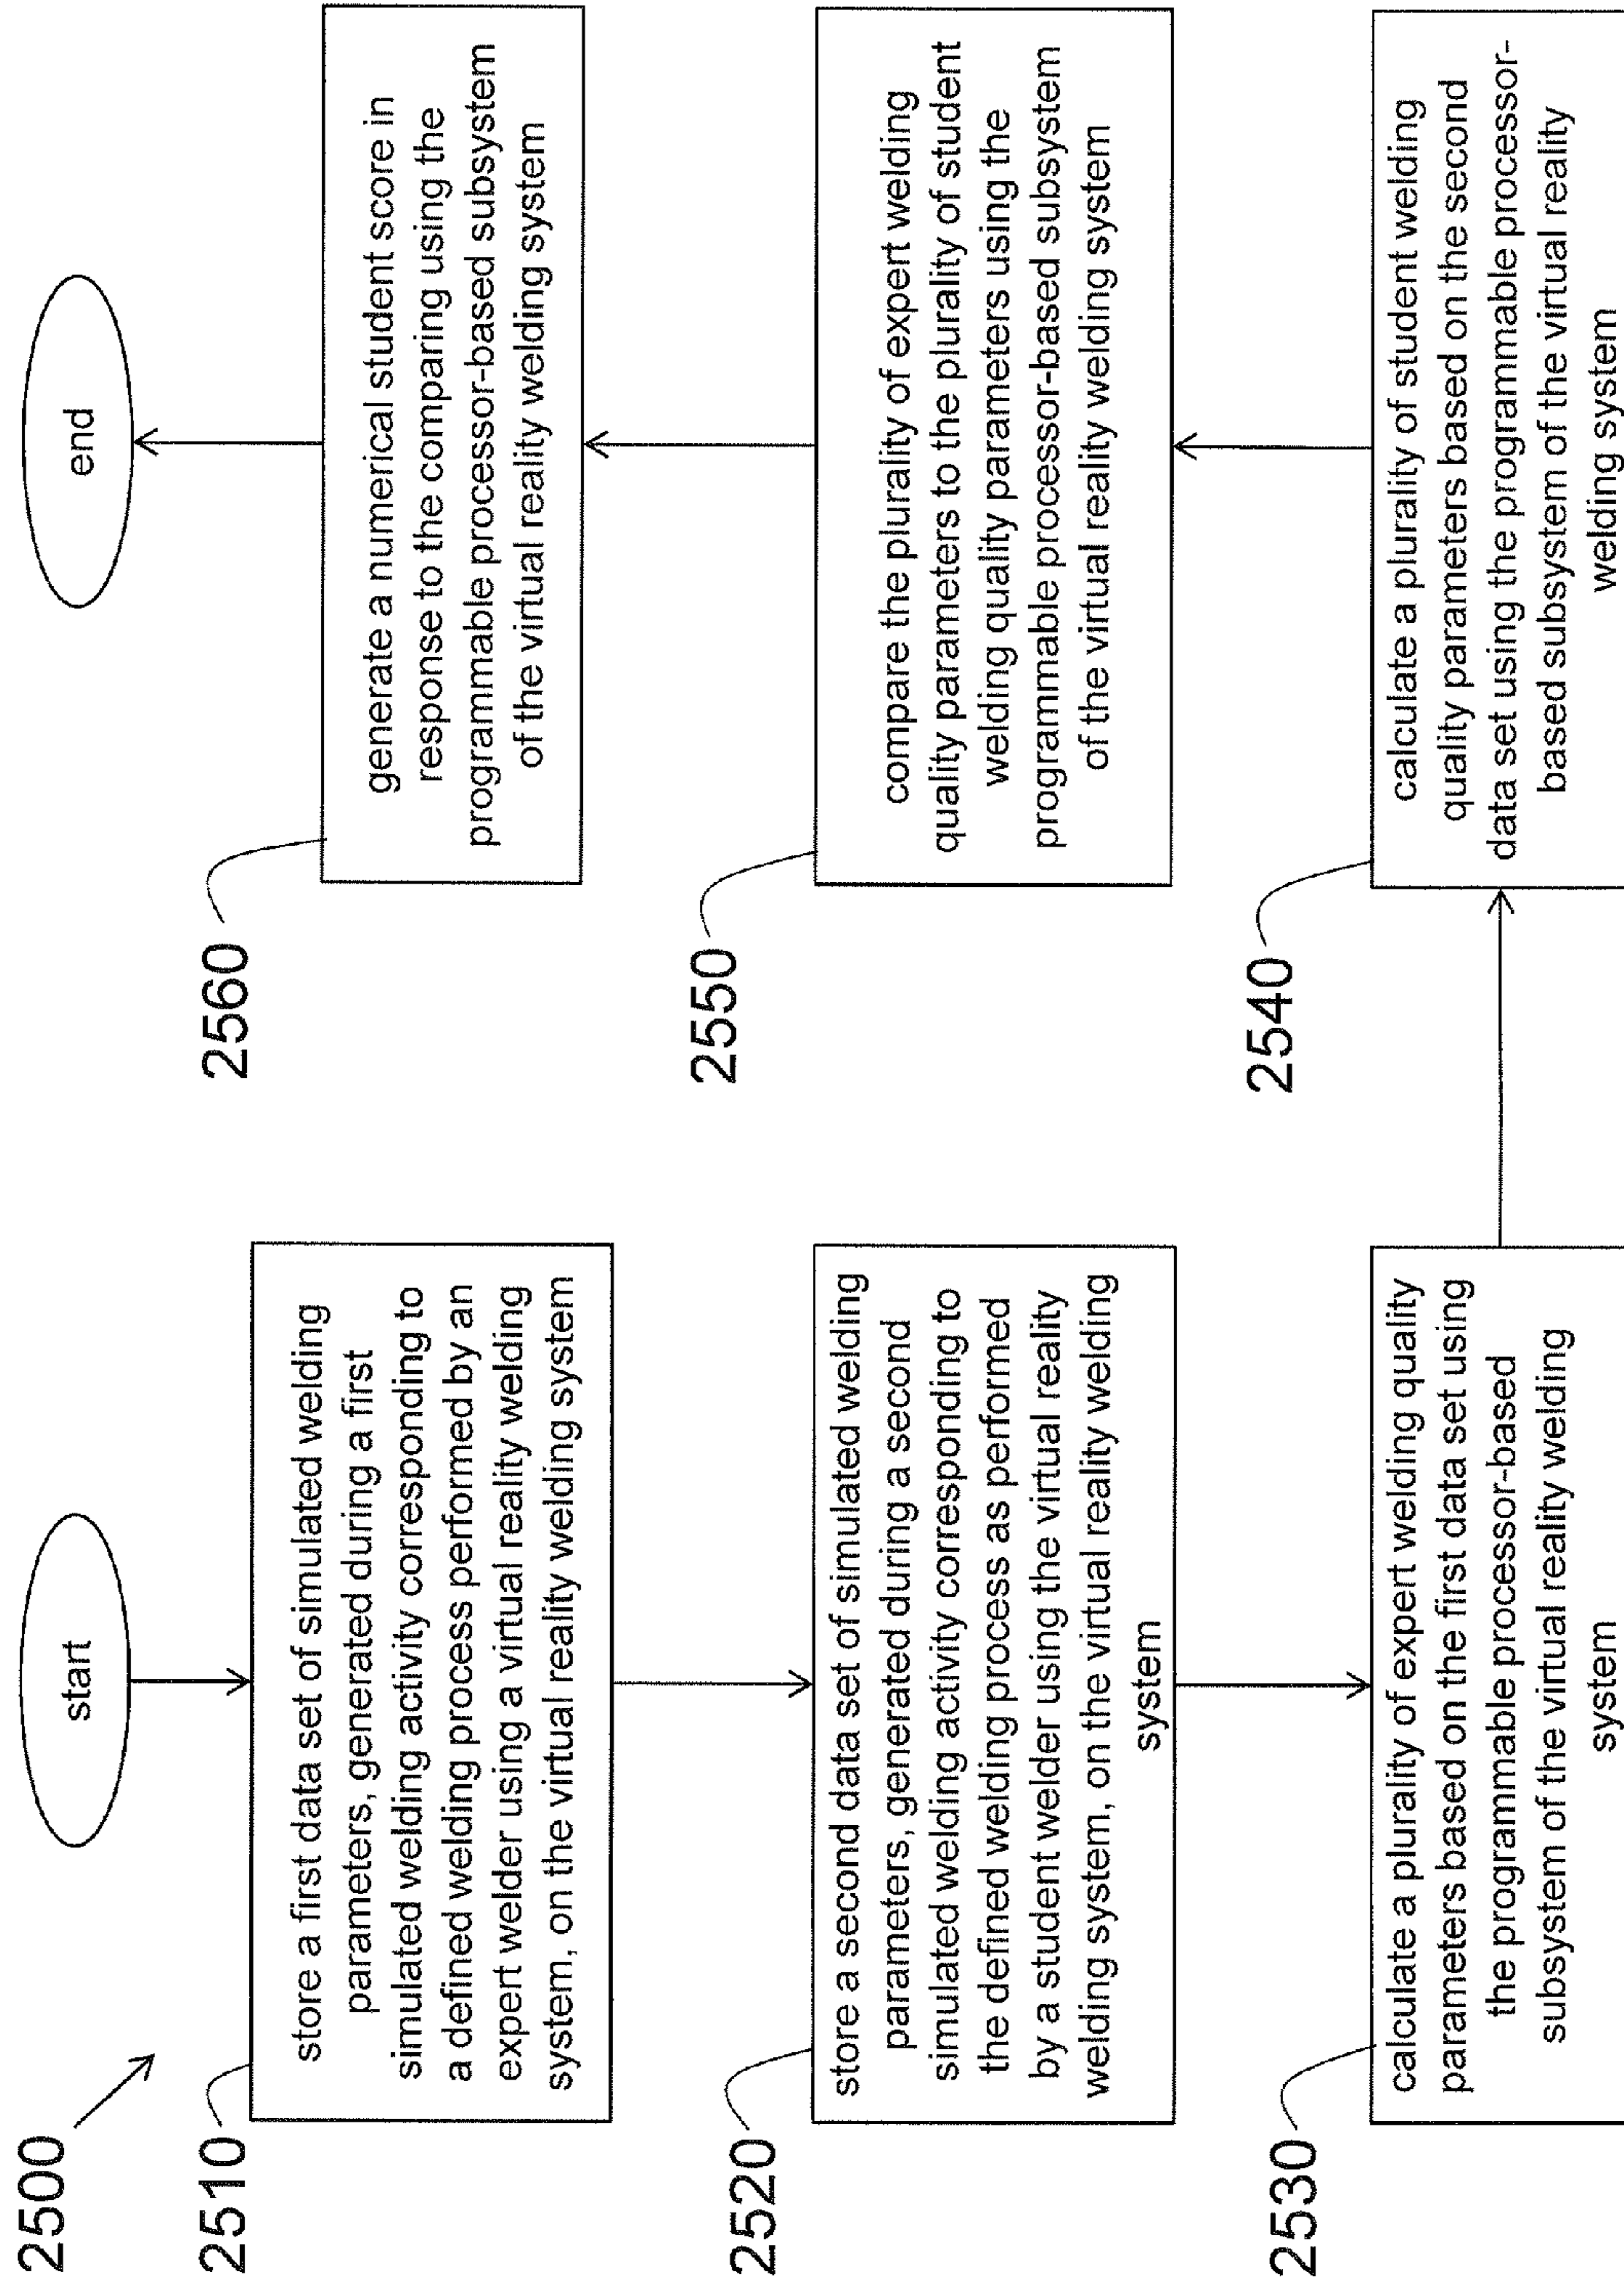 2500
start
2510
store a first data set of simulated welding
parameters, generated during a first
simulated welding activity corresponding to
a defined welding process performed by an
expert welder using a virtual reality welding
system, on the virtual reality welding system
2520
store a second data set of simulated welding
parameters, generated during a second
simulated welding activity corresponding to
the defined welding process as performed
by a student welder using the virtual reality
welding system, on the virtual reality welding
system
2530
calculate a plurality of expert welding quality
parameters based on the first data set using
the programmable processor-based
subsystem of the virtual reality welding
system
2540
calculate a plurality of student welding
quality parameters based on the second
data set using the programmable processor-
based subsystem of the virtual reality
welding system
2550
compare the plurality of expert welding
quality parameters to the plurality of student
welding quality parameters using the
programmable processor-based subsystem
of the virtual reality welding system
2560
generate a numerical student score in
response to the comparing using the
programmable processor-based subsystem
of the virtual reality welding system
end